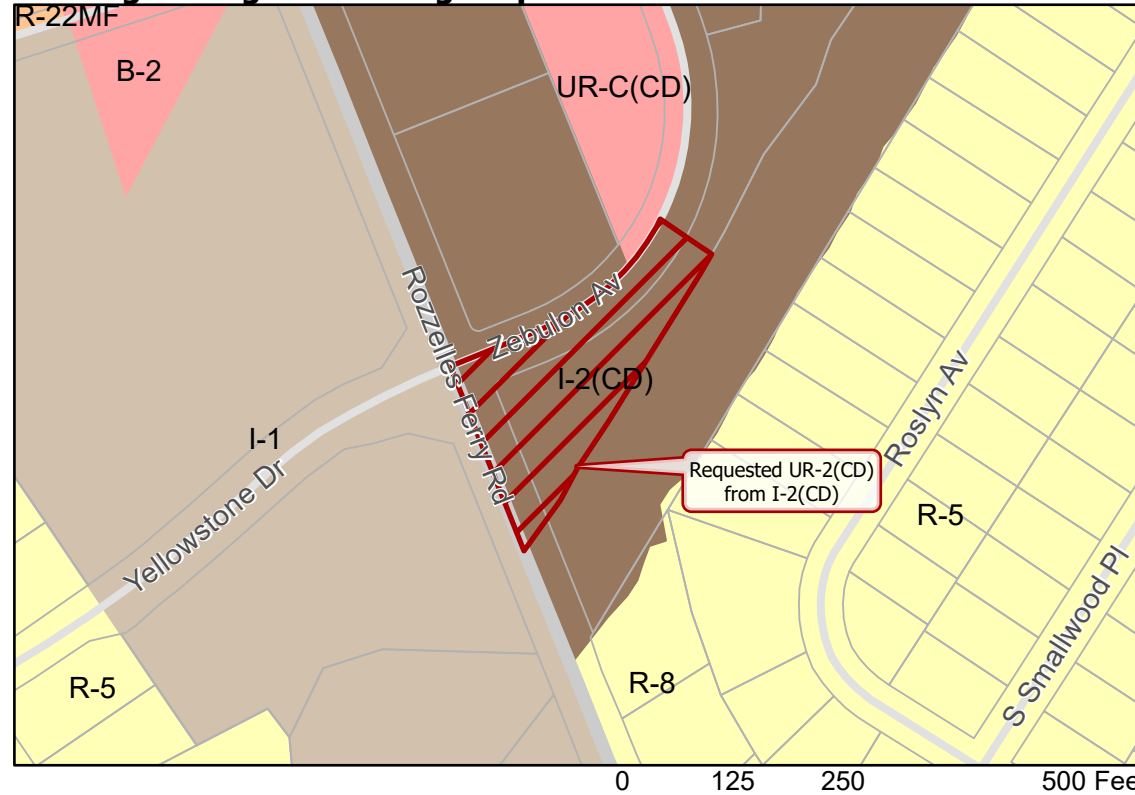 R-22MF
B-2
UR-C(CD)
Rozzelles Ferry Rd
Zebulon Av
I-2(CD)
I-1
Yellowstone Dr
Requested UR-2(CD)
from I-2(CD)
Roslyn Av
R-5
S Smallwood Pl
R-5
R-8
0 125 250 500 Fee